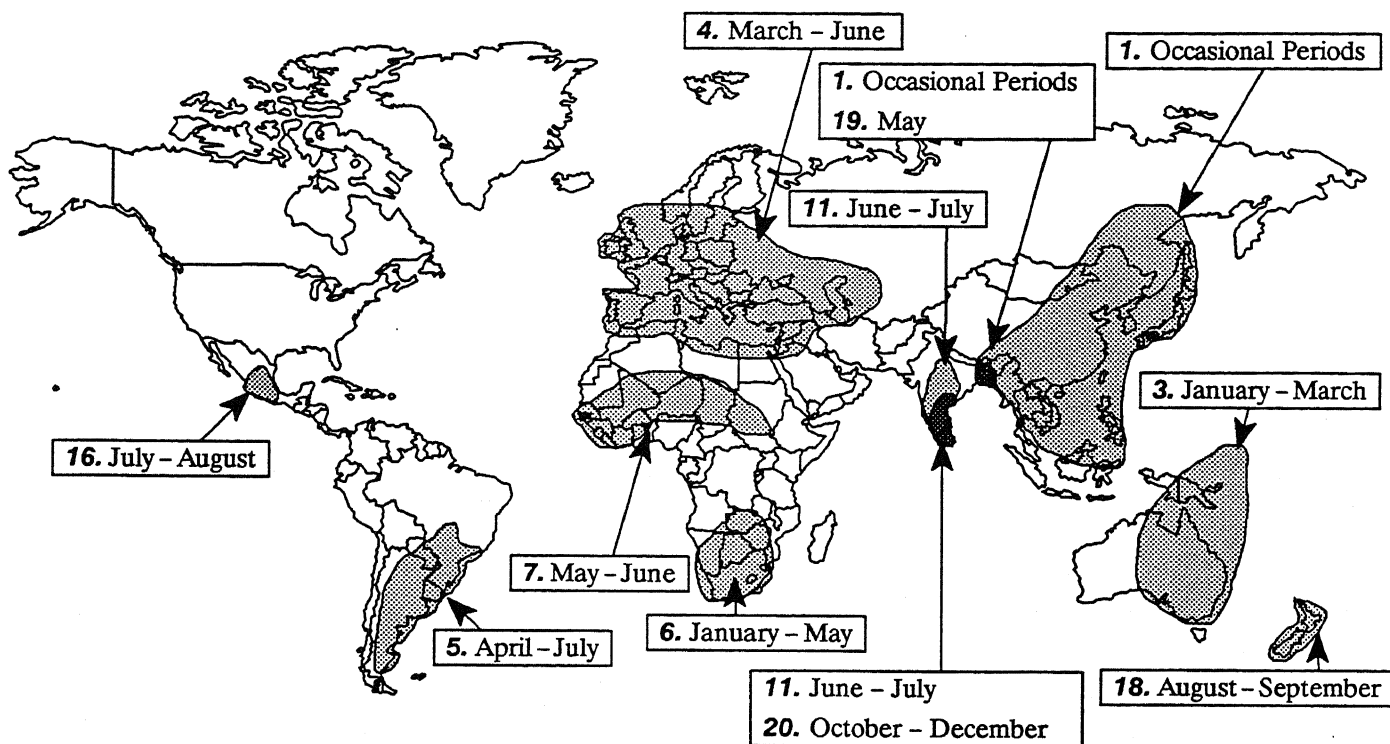 4. March – June
1. Occasional Periods
1. Occasional Periods
19. May
11. June – July
3. January – March
16. July – August
7. May – June
6. January – May
5. April – July
11. June – July
20. October – December
18. August – September